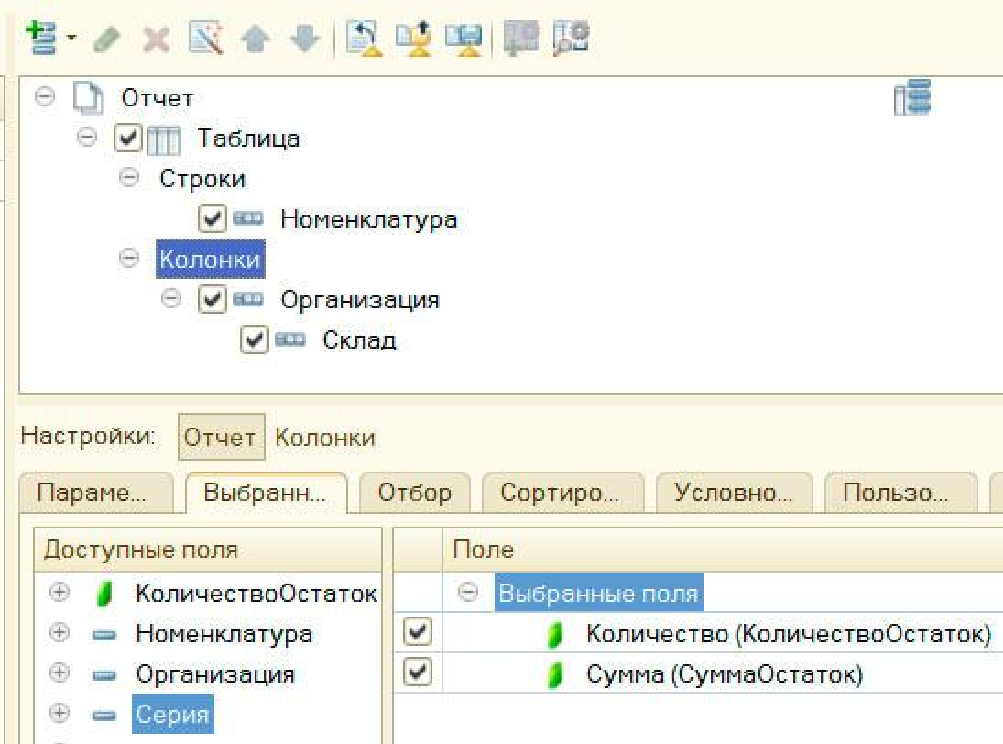 Отчет
Таблица
Строки
Номенклатура
Колонки
Организация
Склад
Настройки: Отчет Колонки
Параме... Выбранн... Отбор Сортиро... Условно... Пользо...
Доступные поля Поле
КоличествоОстаток Выбранные поля
Номенклатура Количество (КоличествоОстаток)
Организация Сумма (СуммаОстаток)
Серия